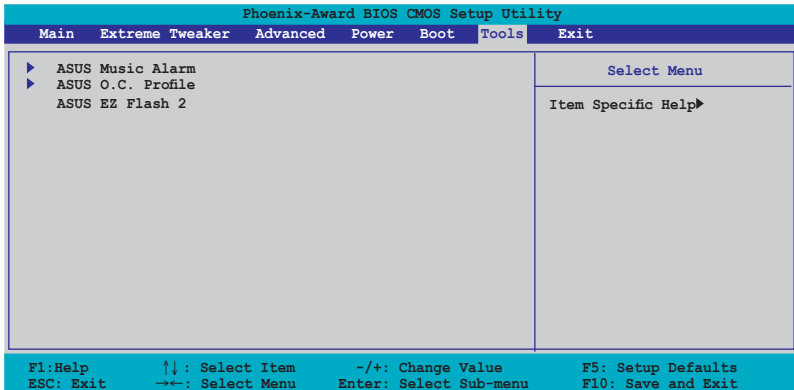 Phoenix-Award BIOS CMOS Setup Utility
Main Extreme Tweaker Advanced Power Boot Tools Exit
ASUS Music Alarm
ASUS O.C. Profile
ASUS EZ Flash 2
Select Menu
Item Specific Help
F1:Help ↑↓: Select Item -/+: Change Value F5: Setup Defaults
ESC: Exit →←: Select Menu Enter: Select Sub-menu F10: Save and Exit